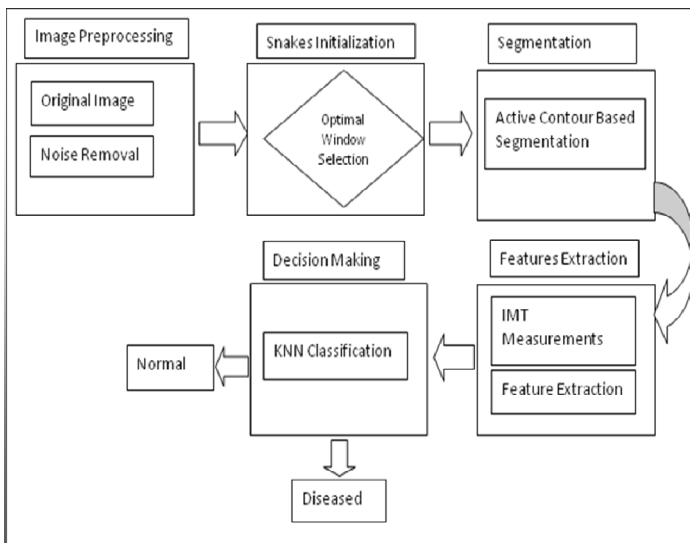 Image Preprocessing
Original Image
Noise Removal
Snakes Initialization
Optimal
Window
Selection
Segmentation
Active Contour Based
Segmentation
Features Extraction
IMT
Measurements
Feature Extraction
Decision Making
KNN Classification
Normal
Diseased